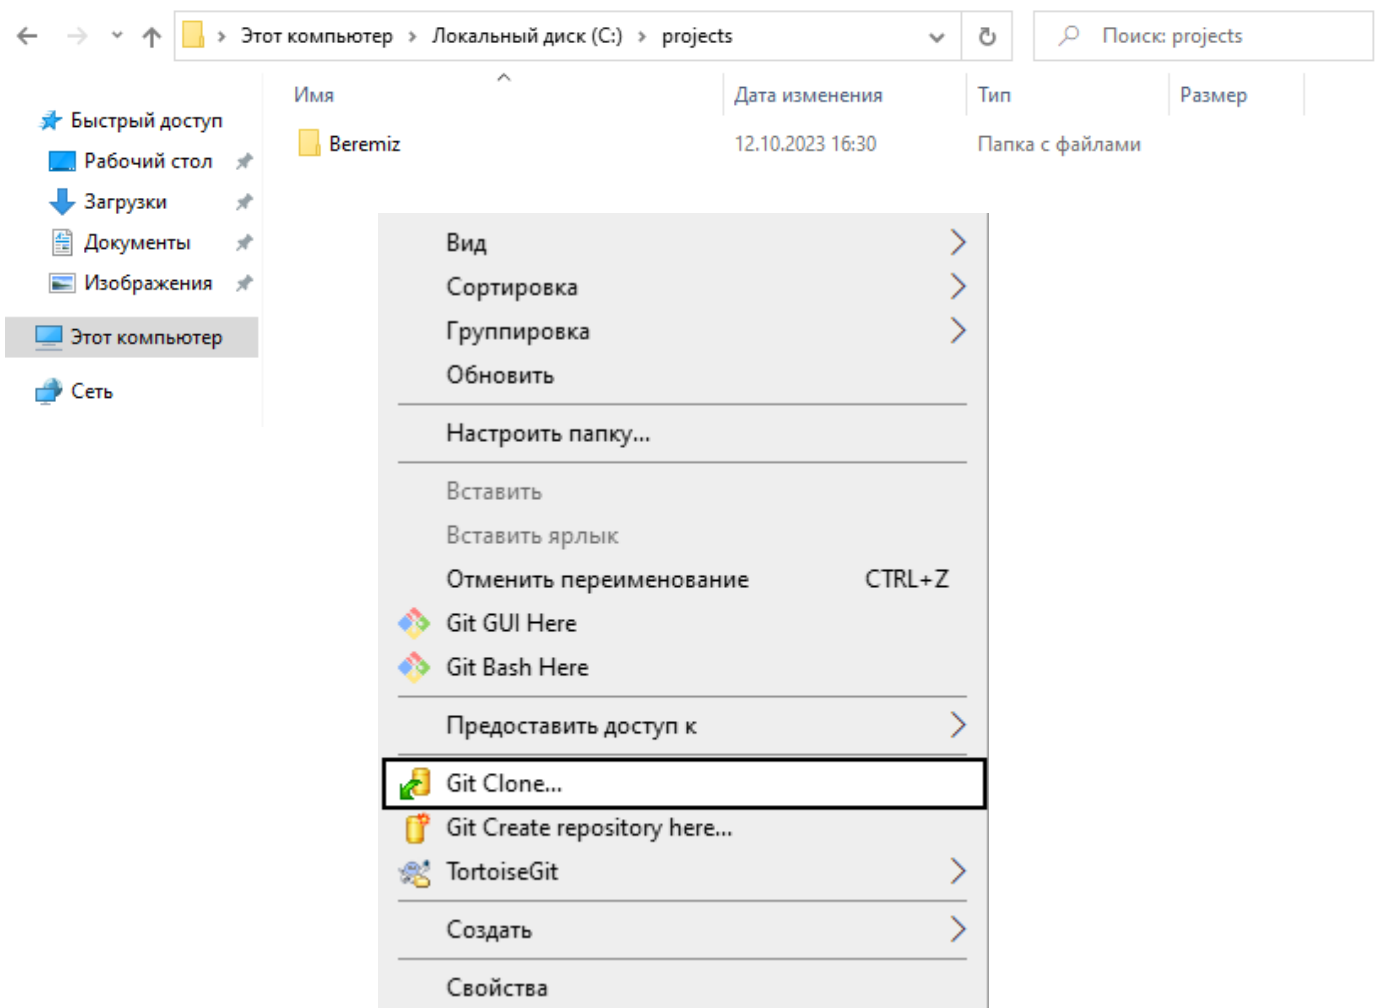 Этот компьютер › Локальный диск (C:) › projects
Поиск: projects
Имя Дата изменения Тип Размер
Быстрый доступ
Рабочий стол
Загрузки
Документы
Изображения
Этот компьютер
Сеть
Beremiz 12.10.2023 16:30 Папка с файлами
Вид
Сортировка
Группировка
Обновить
Настроить папку...
Вставить
Вставить ярлык
Отменить переименование CTRL+Z
Git GUI Here
Git Bash Here
Предоставить доступ к
Git Clone...
Git Create repository here...
TortoiseGit
Создать
Свойства